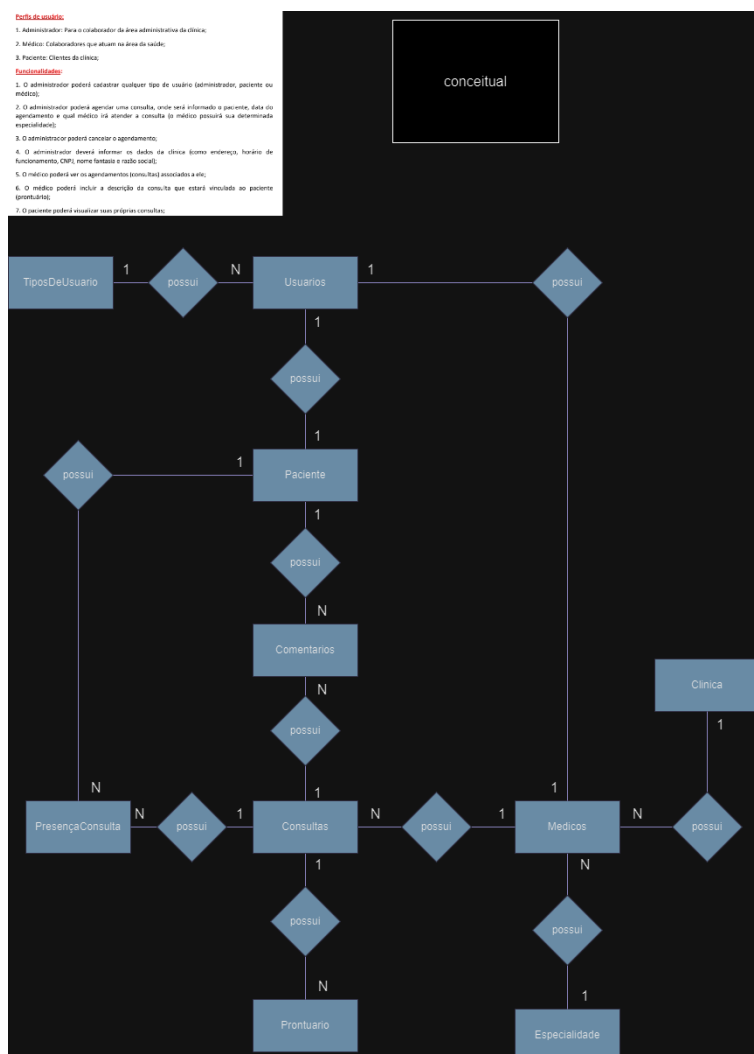 Perfis de usuário:
1. Administrador: Para o colaborador da área administrativa da clínica;
2. Médico: Colaboradores que atuam na área da saúde;
3. Paciente: Clientes da clínica;
Funcionalidades:
1. O administrador poderá cadastrar qualquer tipo de usuário (administrador, paciente ou
médico);
2. O administrador poderá agendar uma consulta, onde será informado o paciente, data do
agendamento e qual médico irá atender a consulta (o médico possuirá sua determinada
especialidade);
3. O administrador poderá cancelar o agendamento;
4. O administrador deverá informar os dados da clínica (como endereço, horário de
funcionamento, CNPJ, nome fantasia e razão social);
5. O médico poderá ver os agendamentos (consultas) associados a ele;
6. O médico poderá incluir a descrição da consulta que estará vinculada ao paciente
(prontuário);
7. O paciente poderá visualizar suas próprias consultas;
conceitual
TiposDeUsuario 1 possui N Usuarios 1 possui
1
possui
1
possui 1 Paciente
1
possui
N
Comentarios
N
Clinica
possui
1
N 1 1
PresençaConsulta N possui 1 Consultas N possui 1 Medicos N possui
1 N
possui possui
N 1
Prontuario Especialidade